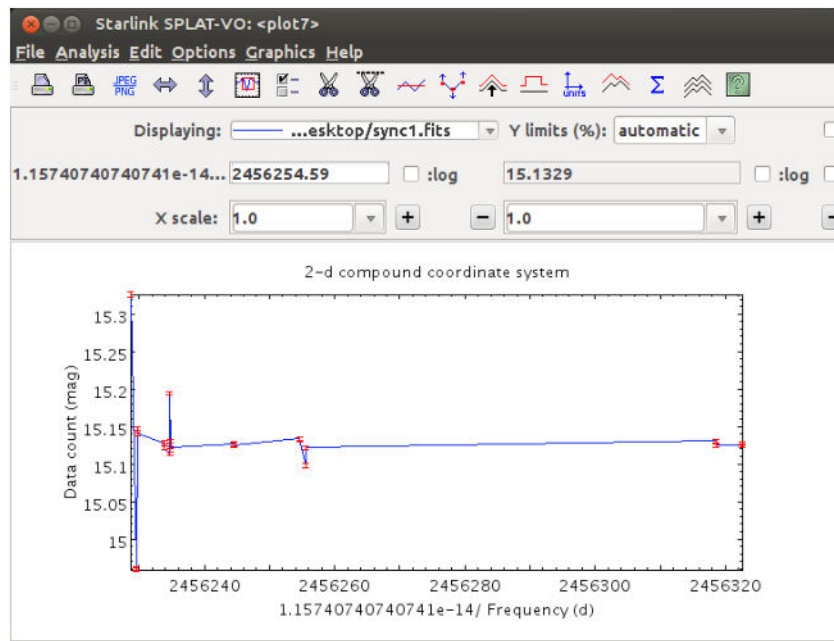 Starlink SPLAT-VO: <plot7>
File Analysis Edit Options Graphics Help
JPEG PNG UNITS
Displaying: ...esktop/sync1.fits Y limits (%): automatic
1.15740740740741e-14... 2456254.59 :log 15.1329 :log
X scale: 1.0 + − 1.0 +
2-d compound coordinate system
15.3
15.25
15.2
15.15
15.1
15.05
15
Data count (mag)
2456240 2456260 2456280 2456300 2456320
1.15740740740741e-14/ Frequency (d)